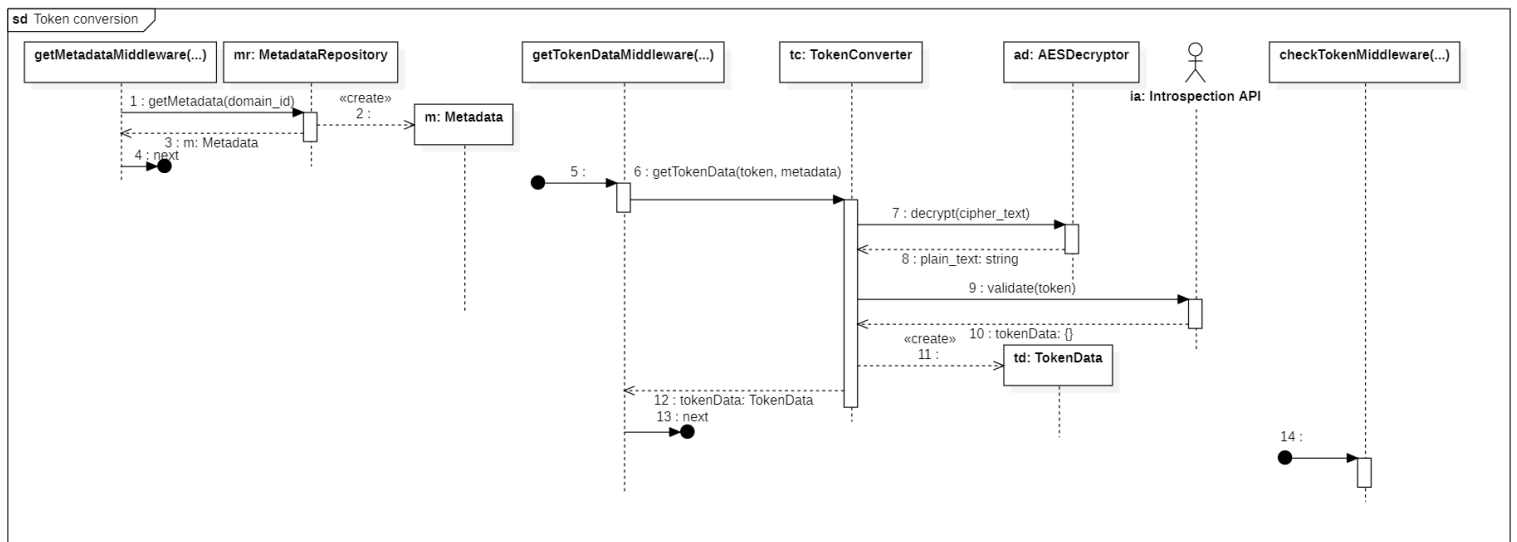 sd Token conversion
getMetadataMiddleware(...)
mr: MetadataRepository
getTokenDataMiddleware(...)
tc: TokenConverter
ad: AESDecryptor
ia: Introspection API
checkTokenMiddleware(...)
1 : getMetadata(domain_id)
«create»
2 :
m: Metadata
3 : m: Metadata
4 : next
5 :
6 : getTokenData(token, metadata)
7 : decrypt(cipher_text)
8 : plain_text: string
9 : validate(token)
10 : tokenData: {}
«create»
11 :
td: TokenData
12 : tokenData: TokenData
13 : next
14 :